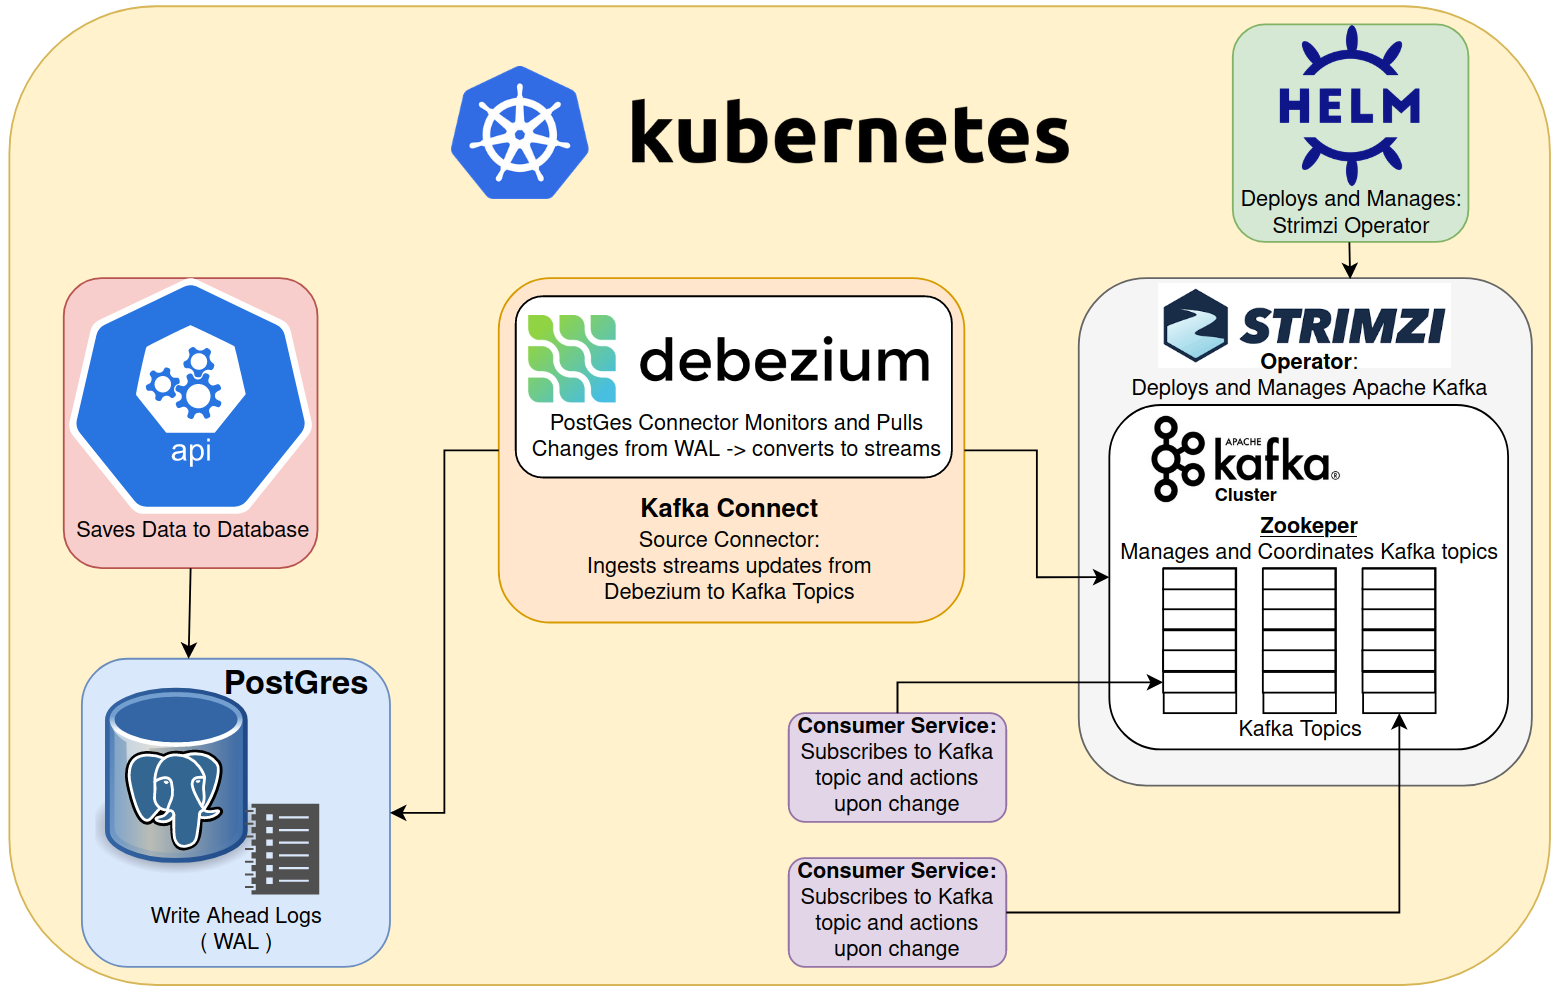 kubernetes
HELM
Deploys and Manages:
Strimzi Operator
api
Saves Data to Database
debezium
PostGes Connector Monitors and Pulls
Changes from WAL -> converts to streams
Kafka Connect
Source Connector:
Ingests streams updates from
Debezium to Kafka Topics
STRIMZI
Operator:
Deploys and Manages Apache Kafka
APACHE
kafka®
Cluster
Zookeper
Manages and Coordinates Kafka topics
Kafka Topics
PostGres
Write Ahead Logs
( WAL )
Consumer Service:
Subscribes to Kafka
topic and actions
upon change
Consumer Service:
Subscribes to Kafka
topic and actions
upon change